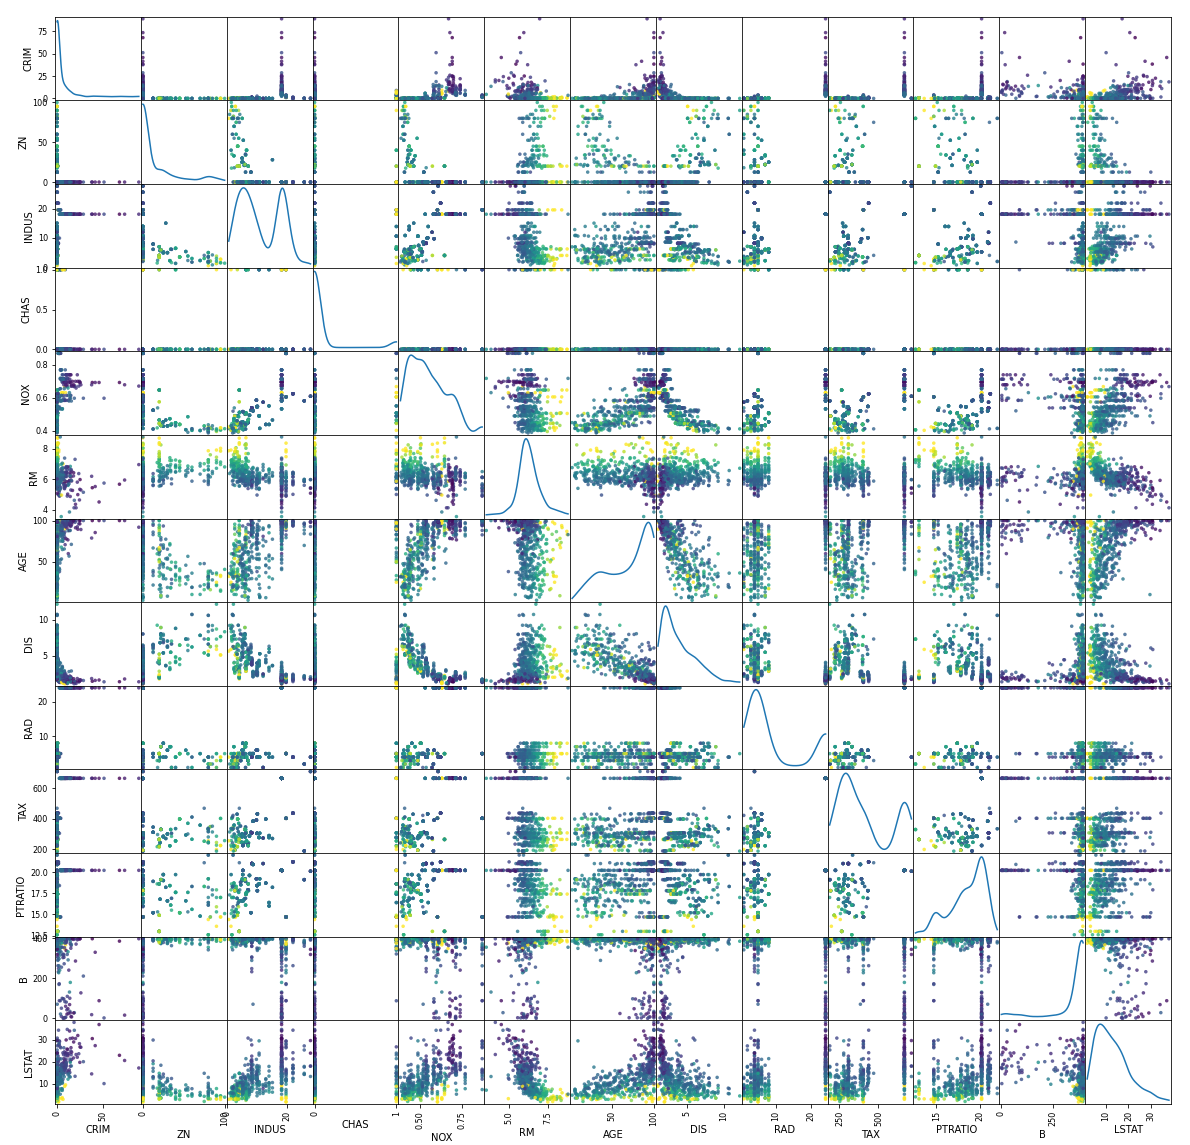 CRIM
75
50
25
0
ZN
100
50
0
INDUS
20
10
0
CHAS
1.0
0.5
0.0
NOX
0.8
0.6
0.4
RM
8
6
4
AGE
100
50
DIS
10
5
RAD
20
10
TAX
600
400
200
PTRATIO
20.0
17.5
15.0
12.5
B
400
200
0
LSTAT
30
20
10
0 50 0 100 0 20 0 1 0.50 0.75 5.0 7.5 50 100 5 10 10 20 250 500 15 20 0 250 10 20 30
CRIM ZN INDUS CHAS NOX RM AGE DIS RAD TAX PTRATIO B LSTAT